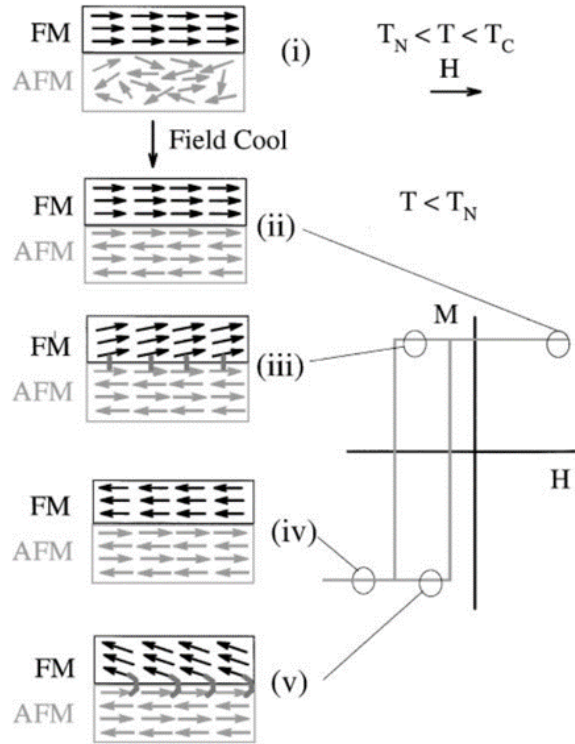 FM
AFM
(i)
T_N < T < T_C
H
Field Cool
FM
AFM
(ii)
T < T_N
FM
AFM
(iii)
M
H
FM
AFM
(iv)
FM
AFM
(v)